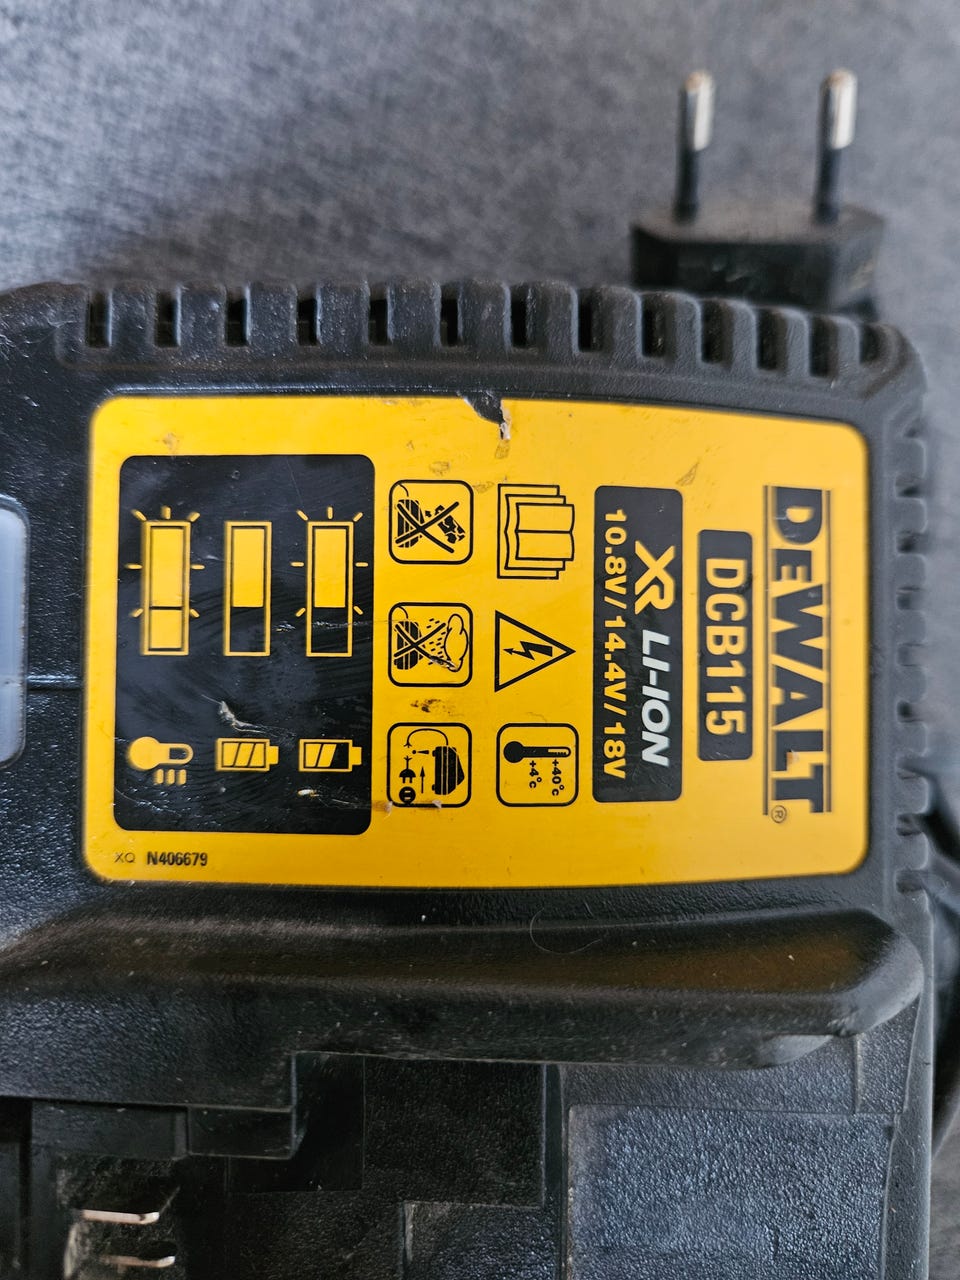 DEWALT®
DCB115
XR LI-ION
10.8V / 14.4V / 18V
+40°c
+4°c
XQ N406679